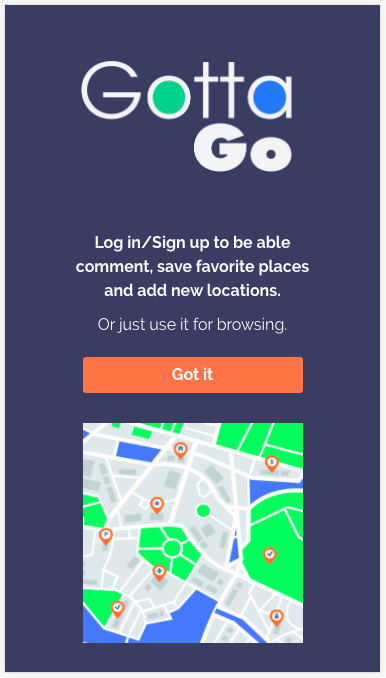 Gotta
Go
Log in/Sign up to be able
comment, save favorite places
and add new locations.
Or just use it for browsing.
Got it
P
$